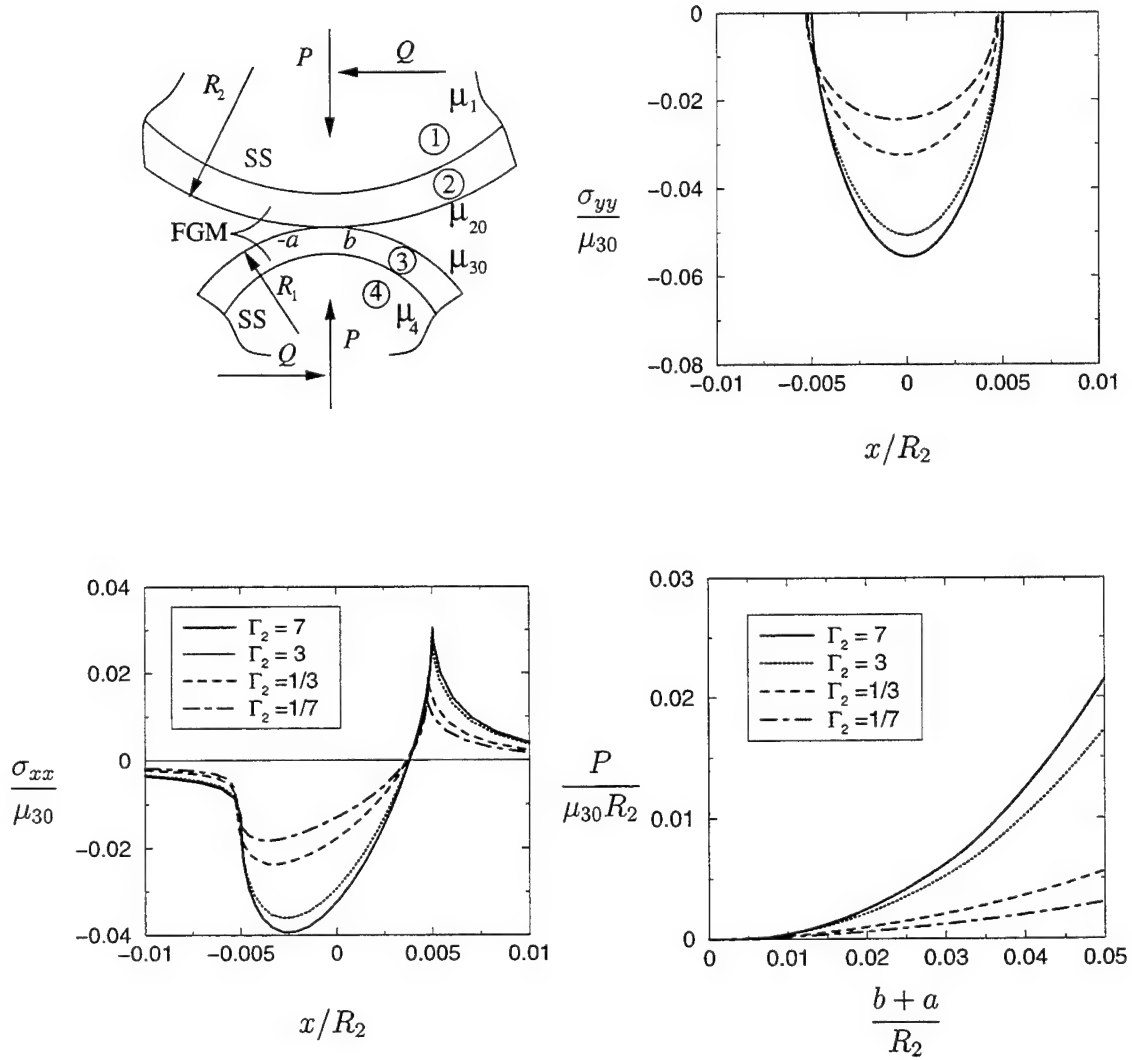 P
Q
R₂
μ₁
SS
①
②
μ₂₀
FGM
-a
b
③
μ₃₀
R₁
④
SS
μ₄
Q
P
0
−0.02
−0.04
−0.06
−0.08
σyy
μ₃₀
−0.01
−0.005
0
0.005
0.01
x/R₂
0.04
0.02
0
−0.02
−0.04
Γ₂ = 7
Γ₂ = 3
Γ₂ =1/3
Γ₂ =1/7
σxx
μ₃₀
−0.01
−0.005
0
0.005
0.01
x/R₂
0.03
0.02
0.01
0
Γ₂ = 7
Γ₂ = 3
Γ₂ =1/3
Γ₂ =1/7
P
μ₃₀R₂
0
0.01
0.02
0.03
0.04
0.05
b + a
R₂